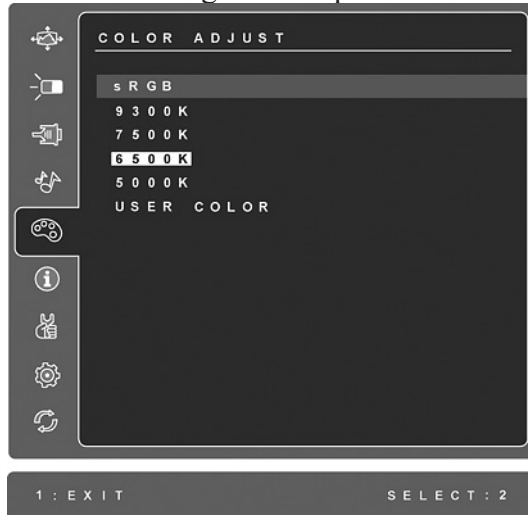 COLOR ADJUST
sRGB
9300K
7500K
6500K
5000K
USER COLOR
1:EXIT SELECT:2